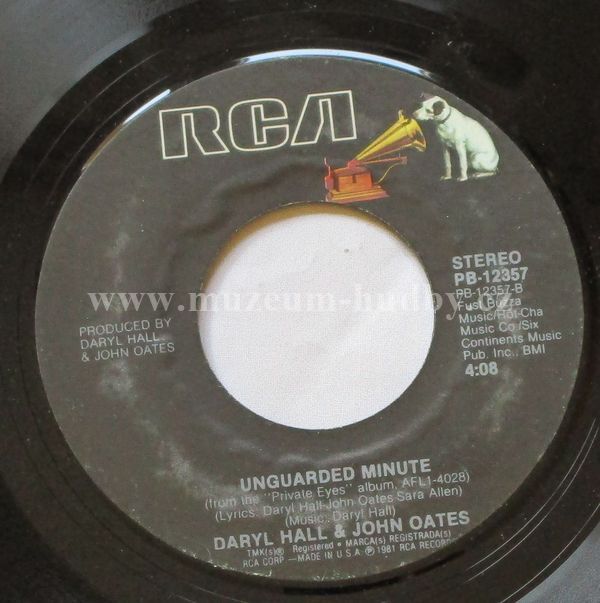 RCA
STEREO
PB-12357
PB-12357-B
Fust Buzza
Music/Hot-Cha
Music Co./Six
Continents Music
Pub. Inc., BMI
4:08
www.muzeum-hudby.cz
PRODUCED BY
DARYL HALL
& JOHN OATES
UNGUARDED MINUTE
(from the "Private Eyes" album, AFL1-4028)
(Lyrics: Daryl Hall-John Oates-Sara Allen)
(Music: Daryl Hall)
DARYL HALL & JOHN OATES
TMK(s)® Registered • MARCA(s) REGISTRADA(s)
RCA CORP —MADE IN U.S.A. ℗ 1981 RCA RECORDS